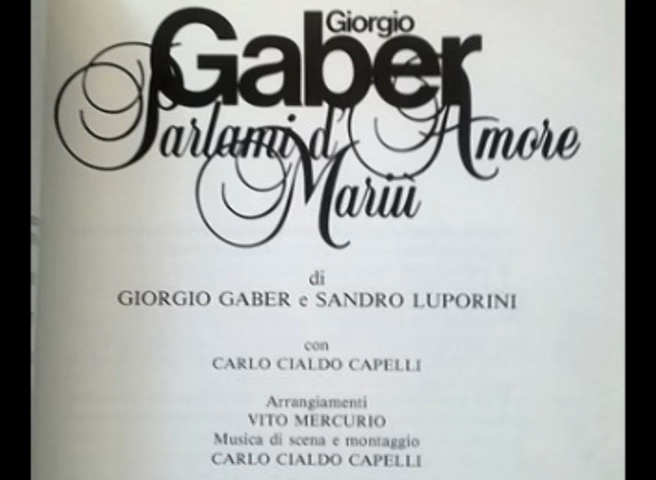 Giorgio
Gaber
Parlami d'Amore
Mariù
di
GIORGIO GABER e SANDRO LUPORINI
con
CARLO CIALDO CAPELLI
Arrangiamenti
VITO MERCURIO
Musica di scena e montaggio
CARLO CIALDO CAPELLI